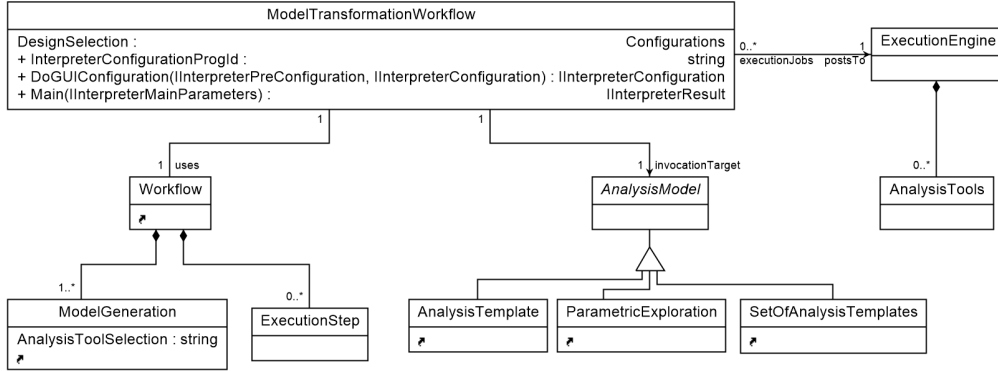 ModelTransformationWorkflow
DesignSelection : Configurations
+ InterpreterConfigurationProgId : string
+ DoGUIConfiguration(IInterpreterPreConfiguration, IInterpreterConfiguration) : IInterpreterConfiguration
+ Main(IInterpreterMainParameters) : IInterpreterResult
0..* 1
executionJobs postsTo
ExecutionEngine
1 1
1 uses
1 invocationTarget
0..*
Workflow
AnalysisModel
AnalysisTools
1..*
0..*
ModelGeneration
AnalysisToolSelection : string
ExecutionStep
AnalysisTemplate
ParametricExploration
SetOfAnalysisTemplates